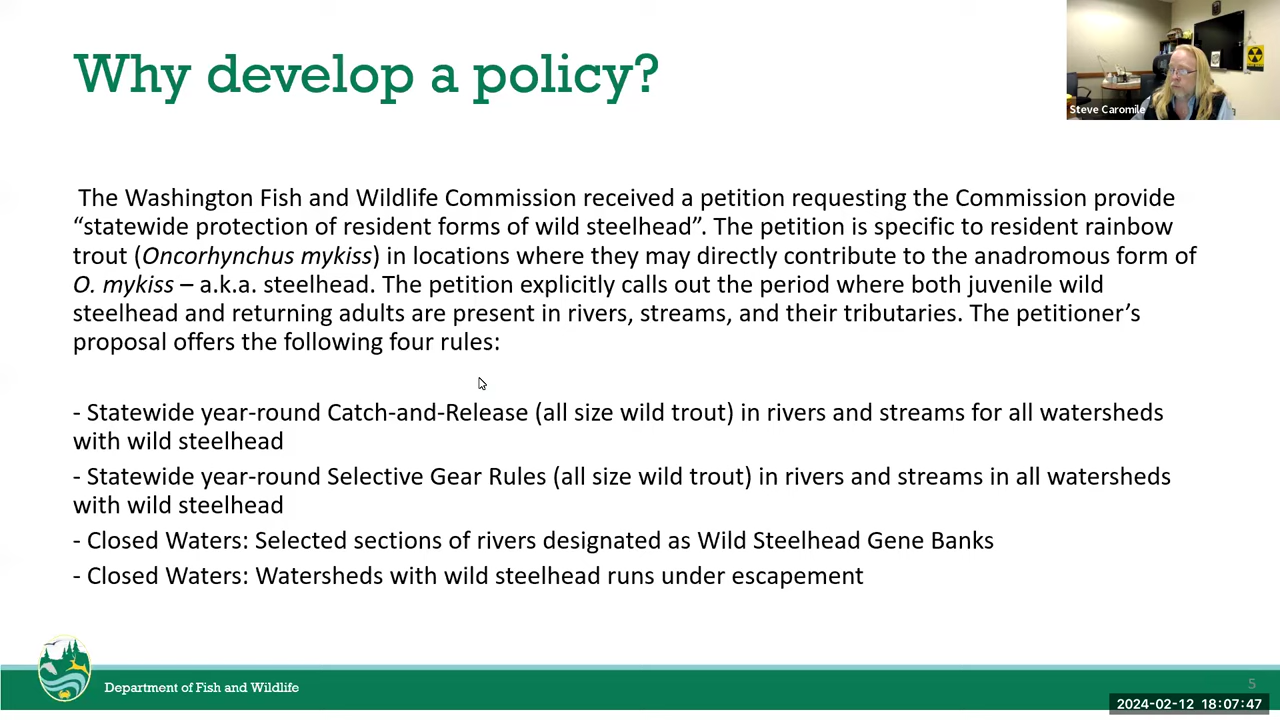 Why develop a policy?
Steve Caromile
The Washington Fish and Wildlife Commission received a petition requesting the Commission provide
“statewide protection of resident forms of wild steelhead”. The petition is specific to resident rainbow
trout (Oncorhynchus mykiss) in locations where they may directly contribute to the anadromous form of
O. mykiss – a.k.a. steelhead. The petition explicitly calls out the period where both juvenile wild
steelhead and returning adults are present in rivers, streams, and their tributaries. The petitioner’s
proposal offers the following four rules:
- Statewide year-round Catch-and-Release (all size wild trout) in rivers and streams for all watersheds
with wild steelhead
- Statewide year-round Selective Gear Rules (all size wild trout) in rivers and streams in all watersheds
with wild steelhead
- Closed Waters: Selected sections of rivers designated as Wild Steelhead Gene Banks
- Closed Waters: Watersheds with wild steelhead runs under escapement
Department of Fish and Wildlife
5
2024-02-12 18:07:47